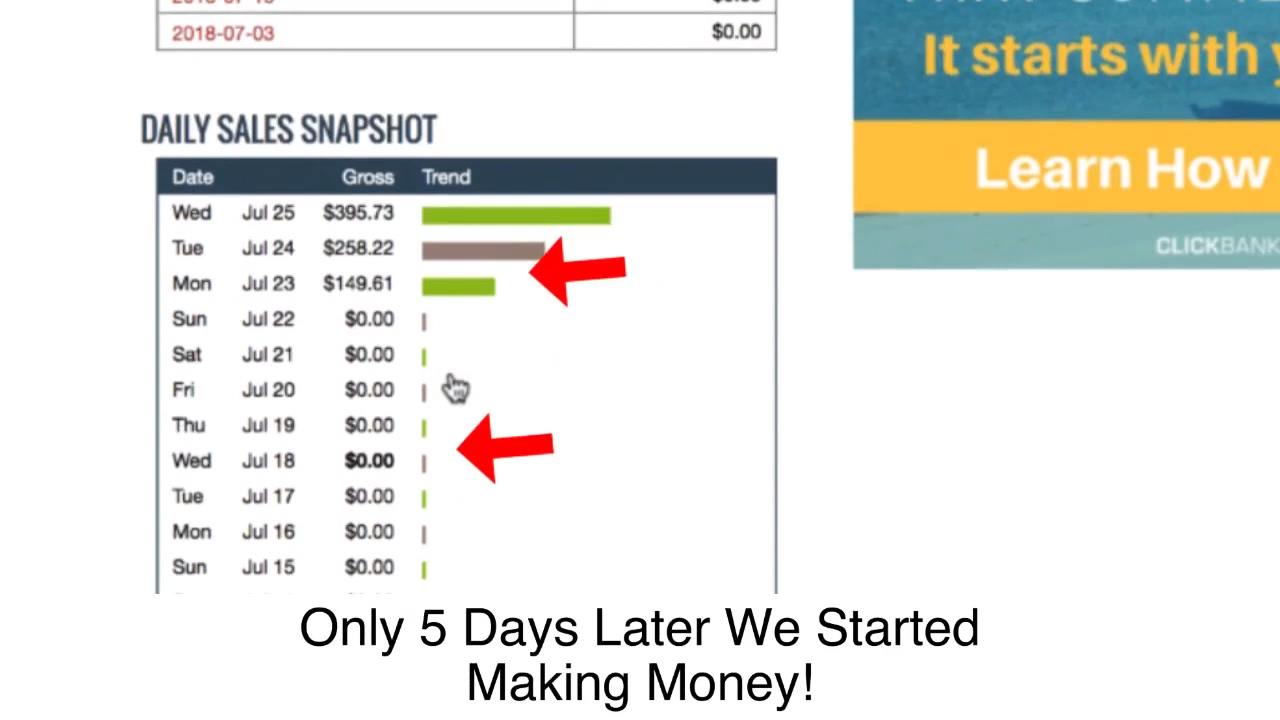 $0.00
2018-07-03 $0.00
It starts with
DAILY SALES SNAPSHOT
Learn How
Date Gross Trend
Wed Jul 25 $395.73
Tue Jul 24 $258.22
CLICKBANK
Mon Jul 23 $149.61
Sun Jul 22 $0.00
Sat Jul 21 $0.00
Fri Jul 20 $0.00
Thu Jul 19 $0.00
Wed Jul 18 $0.00
Tue Jul 17 $0.00
Mon Jul 16 $0.00
Sun Jul 15 $0.00
Only 5 Days Later We Started
Making Money!